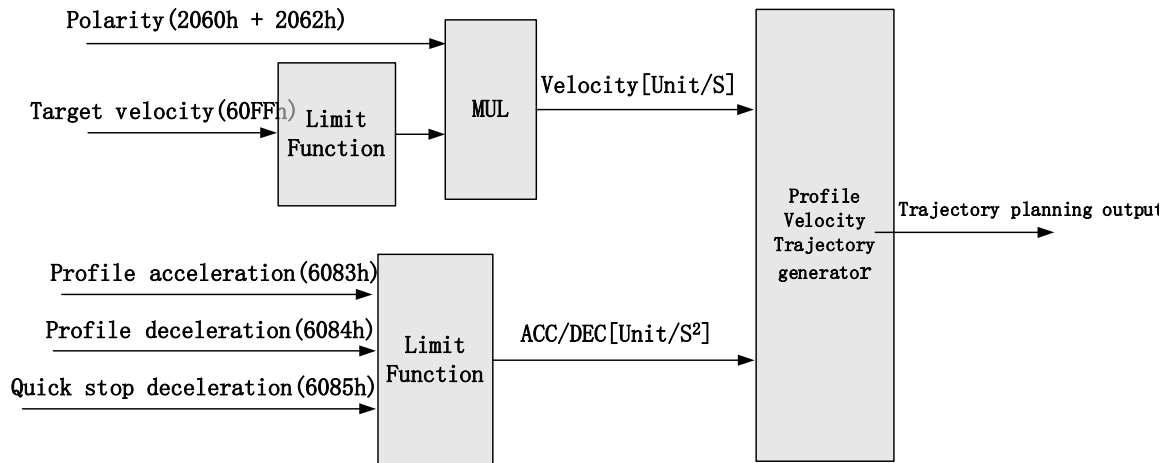 Polarity(2060h + 2062h)
Target velocity(60FFh)
Limit
Function
MUL
Velocity[Unit/S]
Profile
Velocity
Trajectory
generator
Trajectory planning output
Profile acceleration(6083h)
Profile deceleration(6084h)
Quick stop deceleration(6085h)
Limit
Function
ACC/DEC[Unit/S²]